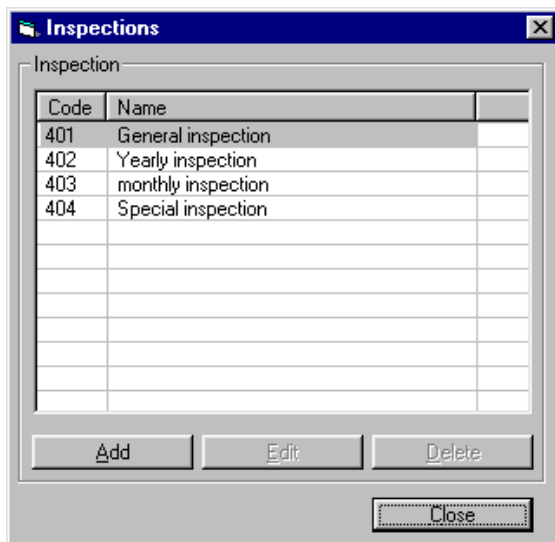 Inspections
Inspection
Code Name
401 General inspection
402 Yearly inspection
403 monthly inspection
404 Special inspection
Add Edit Delete
Close